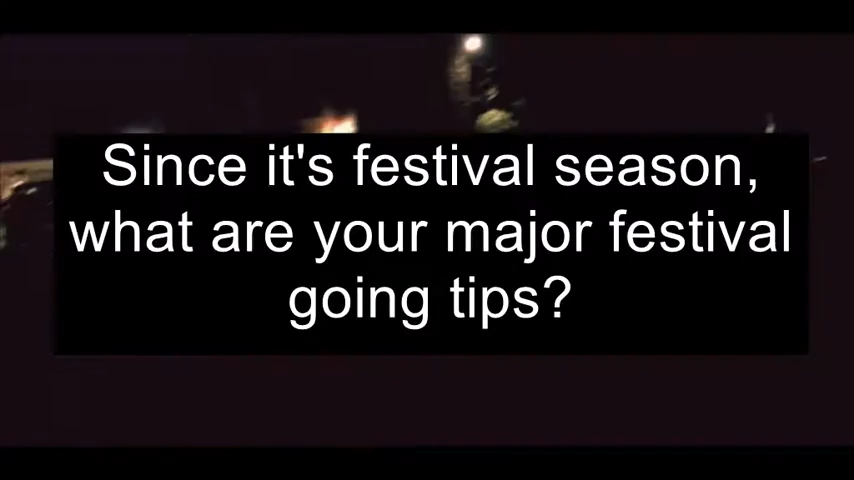 Since it's festival season,
what are your major festival
going tips?